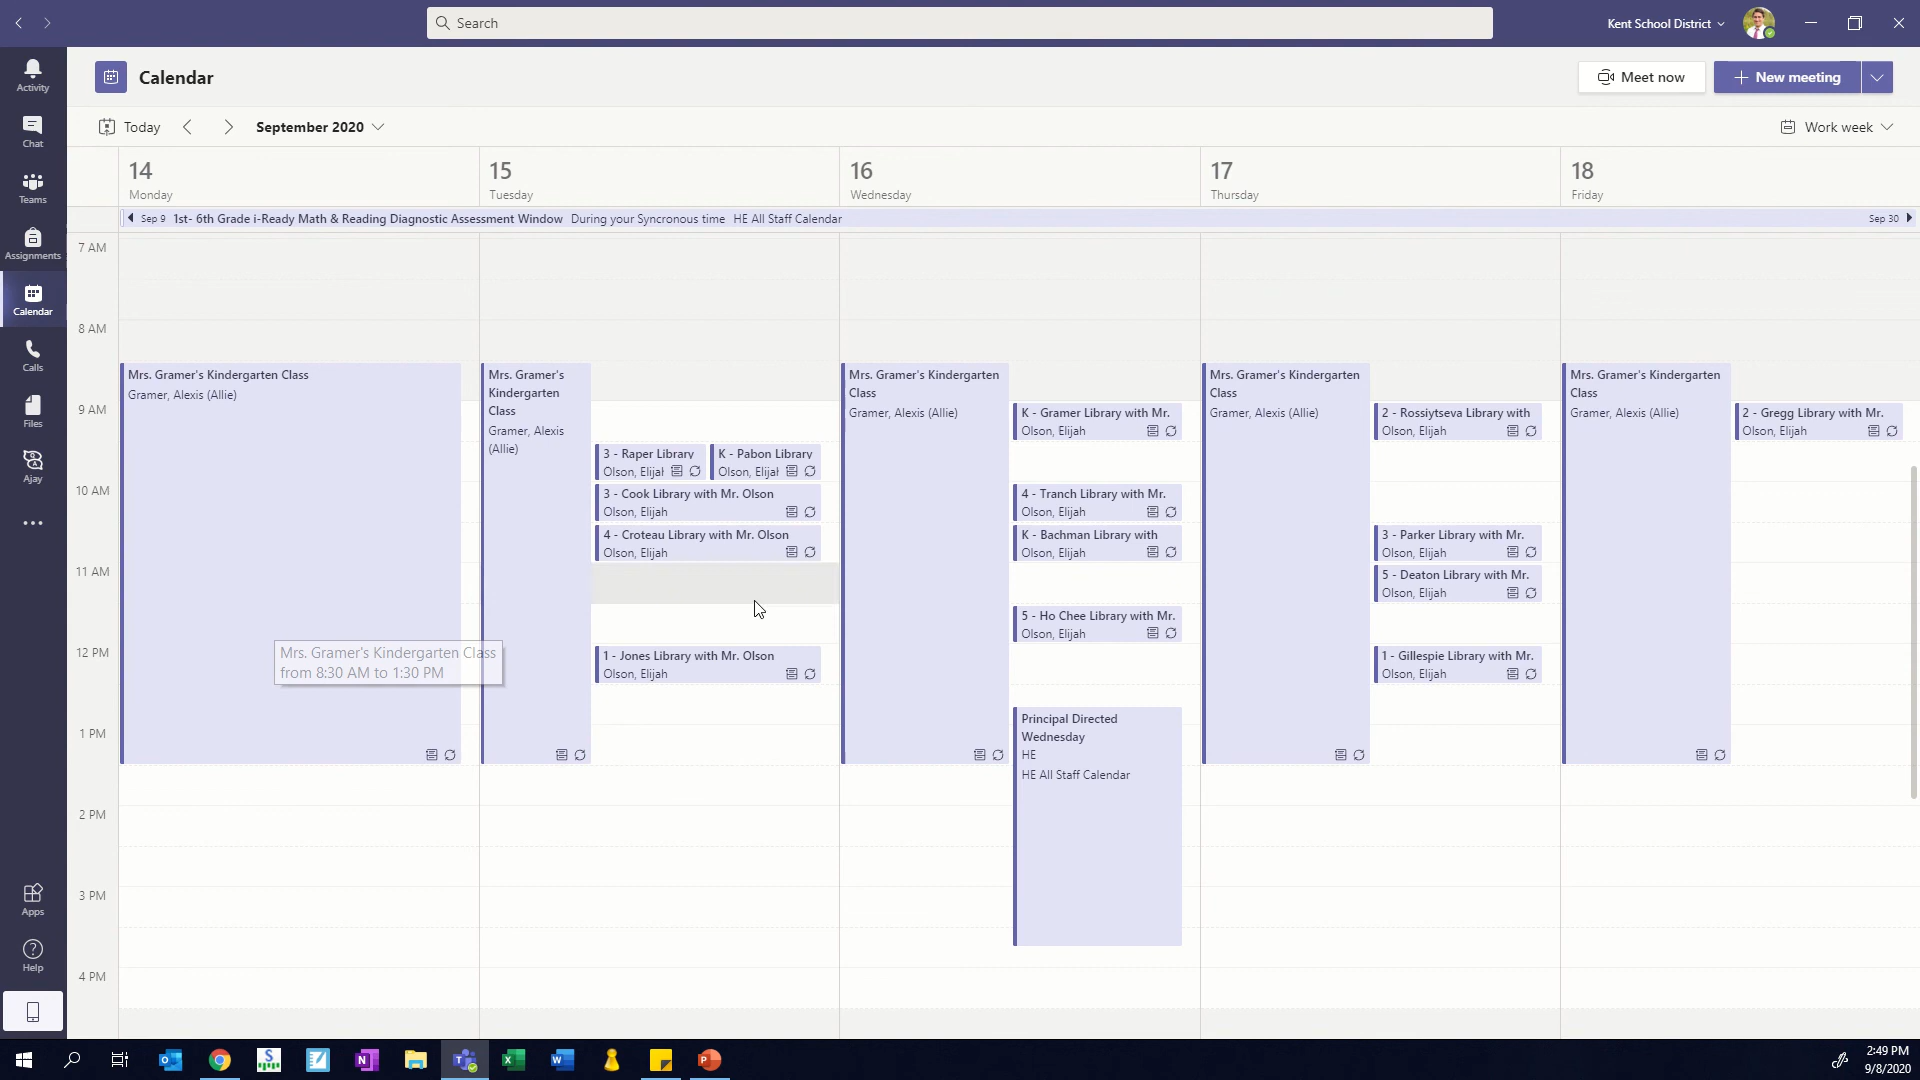 Search
Kent School District
Activity
Chat
Teams
Assignments
Calendar
Calls
Files
Ajay
Apps
Help
Calendar
Meet now
New meeting
Today
September 2020
Work week
14
Monday
15
Tuesday
16
Wednesday
17
Thursday
18
Friday
Sep 9 1st- 6th Grade i-Ready Math & Reading Diagnostic Assessment Window During your Syncronous time HE All Staff Calendar
Sep 30
7 AM
8 AM
9 AM
10 AM
11 AM
12 PM
1 PM
2 PM
3 PM
4 PM
Mrs. Gramer's Kindergarten Class
Gramer, Alexis (Allie)
Mrs. Gramer's Kindergarten Class
from 8:30 AM to 1:30 PM
Mrs. Gramer's
Kindergarten
Class
Gramer, Alexis
(Allie)
3 - Raper Library
Olson, Elijah
K - Pabon Library
Olson, Elijah
3 - Cook Library with Mr. Olson
Olson, Elijah
4 - Croteau Library with Mr. Olson
Olson, Elijah
1 - Jones Library with Mr. Olson
Olson, Elijah
Mrs. Gramer's Kindergarten
Class
Gramer, Alexis (Allie)
K - Gramer Library with Mr.
Olson, Elijah
4 - Tranch Library with Mr.
Olson, Elijah
K - Bachman Library with
Olson, Elijah
5 - Ho Chee Library with Mr.
Olson, Elijah
Principal Directed
Wednesday
HE
HE All Staff Calendar
Mrs. Gramer's Kindergarten
Class
Gramer, Alexis (Allie)
2 - Rossiytseva Library with
Olson, Elijah
3 - Parker Library with Mr.
Olson, Elijah
5 - Deaton Library with Mr.
Olson, Elijah
1 - Gillespie Library with Mr.
Olson, Elijah
Mrs. Gramer's Kindergarten
Class
Gramer, Alexis (Allie)
2 - Gregg Library with Mr.
Olson, Elijah
2:49 PM
9/8/2020